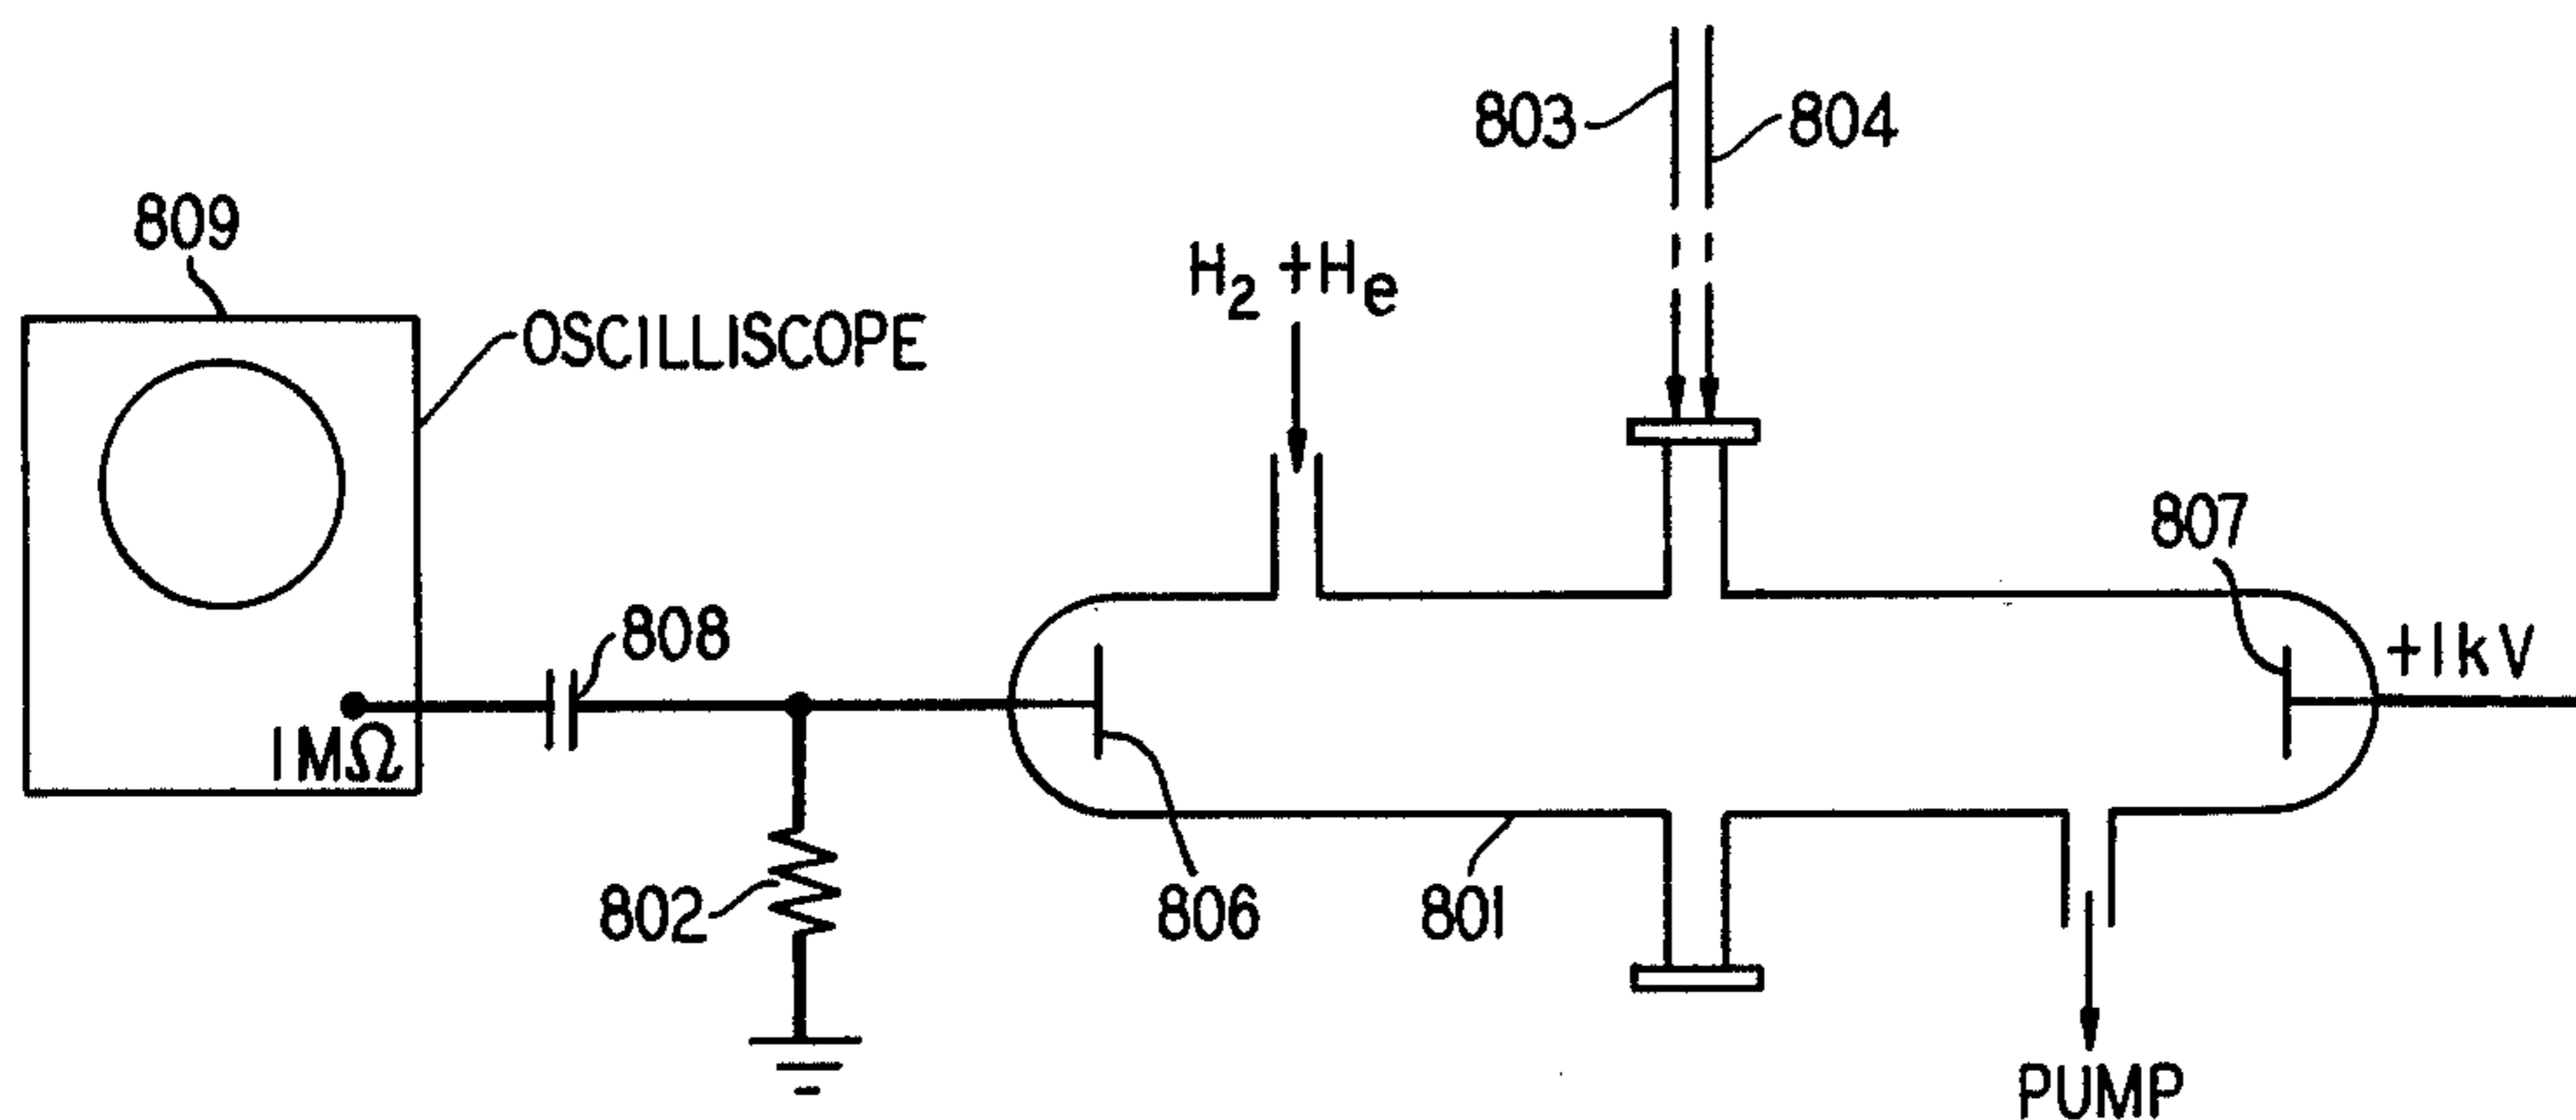 803
804
809
H₂ +Hₑ
OSCILLISCOPE
807
808
+1kV
1MΩ
802
806
801
PUMP